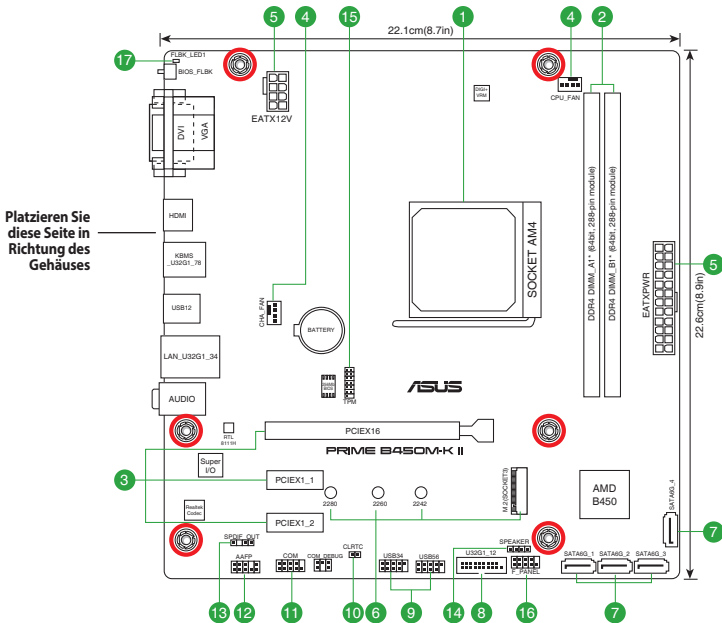 5
4
15
1
4
2
22.1cm(8.7in)
17
FLBK_LED1
BIOS_FLBK
EATX12V
DIGI+
VRM
CPU_FAN
DVI
VGA
HDMI
Platzieren Sie
diese Seite in
Richtung des
Gehäuses
KBMS
_U32G1_78
USB12
LAN_U32G1_34
AUDIO
SOCKET AM4
DDR4 DIMM_A1* (64bit, 288-pin module)
DDR4 DIMM_B1* (64bit, 288-pin module)
EATXPWR
5
22.6cm(8.9in)
CHA_FAN
BATTERY
TPM
ASUS
RTL
8111H
PCIEX16
PRIME B450M-K II
Super
I/O
3
PCIEX1_1
2280
2260
2242
M.2(SOCKET3)
AMD
B450
SATA6G_4
Realtek
Codec
PCIEX1_2
7
SPDIF_OUT
AAFP
COM
COM_DEBUG
CLRTC
USB34
USB56
SPEAKER
U32G1_12
F_PANEL
SATA6G_1
SATA6G_2
SATA6G_3
13
12
11
10
9
6
14
8
16
7